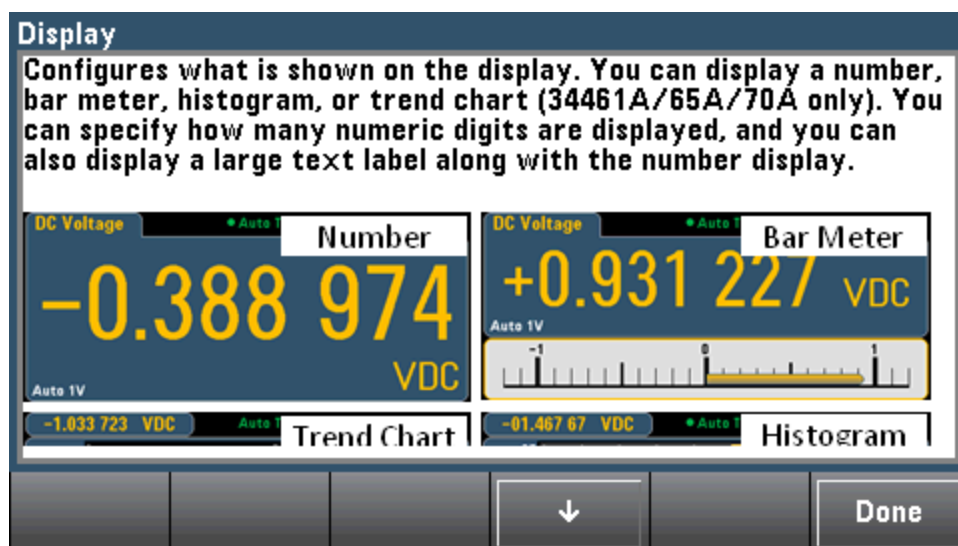 Display
Configures what is shown on the display. You can display a number,
bar meter, histogram, or trend chart (34461A/65A/70A only). You
can specify how many numeric digits are displayed, and you can
also display a large text label along with the number display.
DC Voltage
Auto
Number
-0.388 974
VDC
Auto 1V
DC Voltage
Auto
Bar Meter
+0.931 227 VDC
Auto 1V
-1 0 1
-1.033 723 VDC
Auto
Trend Chart
-01.467 67 VDC
Auto
Histogram
↓
Done